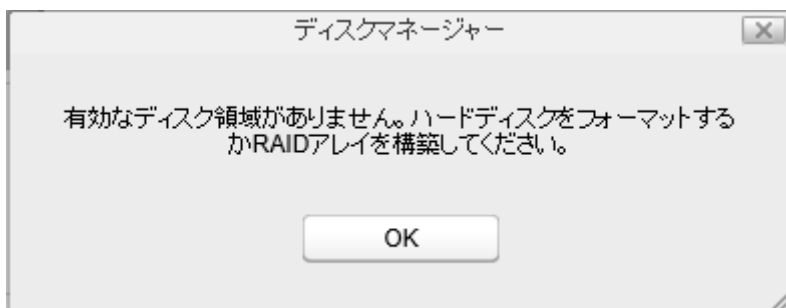 ディスクマネージャー
有効なディスク領域がありません。ハードディスクをフォーマットする
かRAIDアレイを構築してください。
OK